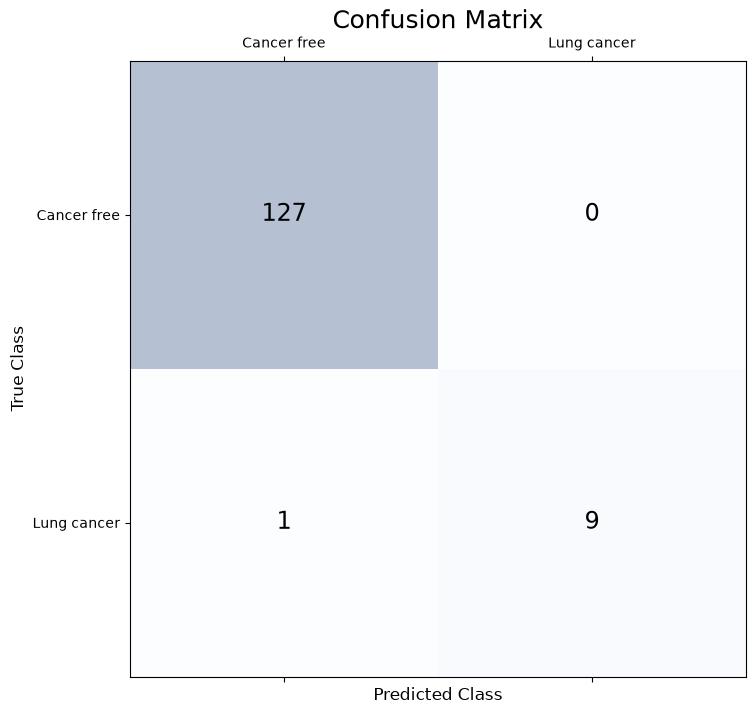 Confusion Matrix
Cancer free
Lung cancer
Cancer free
127
0
True Class
Lung cancer
1
9
Predicted Class